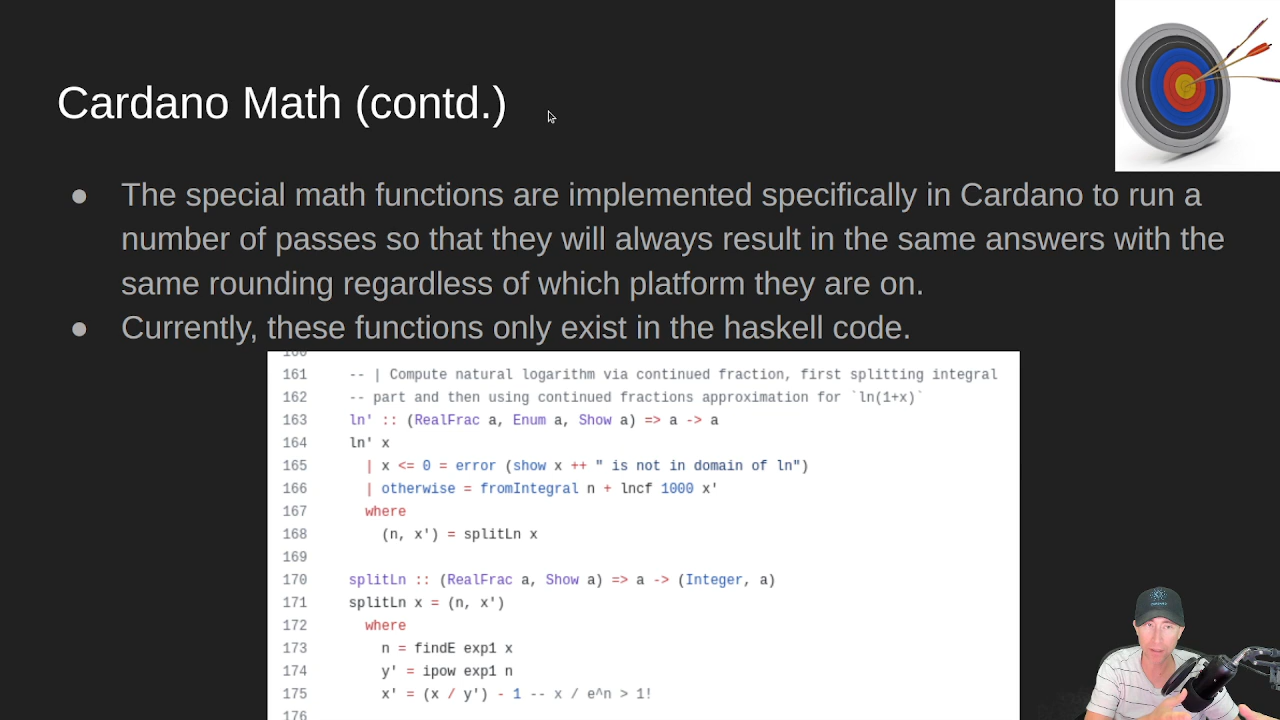 Cardano Math (contd.)
● The special math functions are implemented specifically in Cardano to run a
number of passes so that they will always result in the same answers with the
same rounding regardless of which platform they are on.
● Currently, these functions only exist in the haskell code.
160
161 -- | Compute natural logarithm via continued fraction, first splitting integral
162 -- part and then using continued fractions approximation for `ln(1+x)`
163 ln' :: (RealFrac a, Enum a, Show a) => a -> a
164 ln' x
165 | x <= 0 = error (show x ++ " is not in domain of ln")
166 | otherwise = fromIntegral n + lncf 1000 x'
167 where
168 (n, x') = splitLn x
169
170 splitLn :: (RealFrac a, Show a) => a -> (Integer, a)
171 splitLn x = (n, x')
172 where
173 n = findE exp1 x
174 y' = ipow exp1 n
175 x' = (x / y') - 1 -- x / e^n > 1!
176